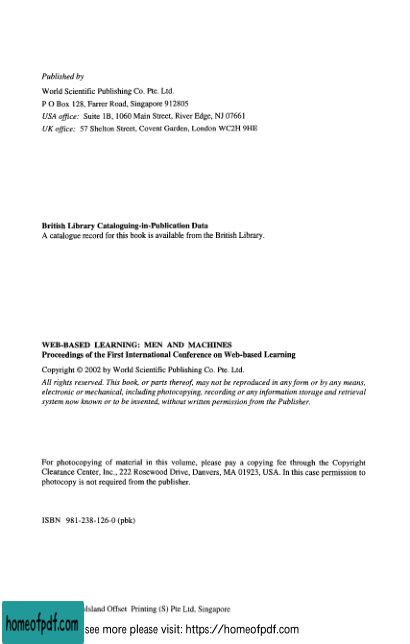 Published by
World Scientific Publishing Co. Pte. Ltd.
P O Box 128, Farrer Road, Singapore 912805
USA office: Suite 1B, 1060 Main Street, River Edge, NJ 07661
UK office: 57 Shelton Street, Covent Garden, London WC2H 9HE
British Library Cataloguing-in-Publication Data
A catalogue record for this book is available from the British Library.
WEB-BASED LEARNING: MEN AND MACHINES
Proceedings of the First International Conference on Web-based Learning
Copyright © 2002 by World Scientific Publishing Co. Pte. Ltd.
All rights reserved. This book, or parts thereof, may not be reproduced in any form or by any means,
electronic or mechanical, including photocopying, recording or any information storage and retrieval
system now known or to be invented, without written permission from the Publisher.
For photocopying of material in this volume, please pay a copying fee through the Copyright
Clearance Center, Inc., 222 Rosewood Drive, Danvers, MA 01923, USA. In this case permission to
photocopy is not required from the publisher.
ISBN 981-238-126-0 (pbk)
Offset Printing (S) Pte Ltd, Singapore
homeofpdf.com
see more please visit: https://homeofpdf.com